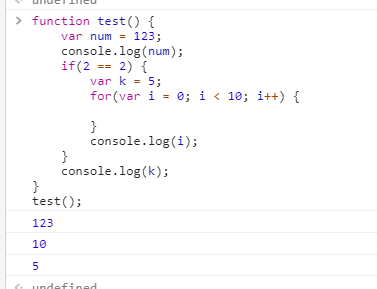 undefined
> function test() {
    var num = 123;
    console.log(num);
    if(2 == 2) {
        var k = 5;
        for(var i = 0; i < 10; i++) {

        }
        console.log(i);
    }
    console.log(k);
}
test();
123
10
5
undefined